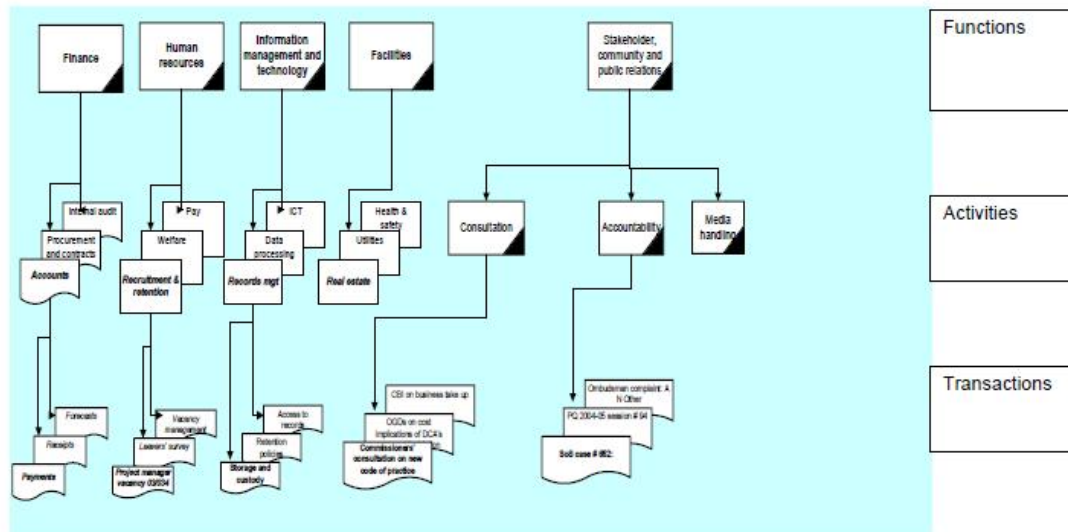 Finance
Human
resources
Information
management and
technology
Facilities
Stakeholder,
community and
public relations
Functions
Internal audit
Procurement
and contracts
Accounts
Pay
Welfare
Recruitment &
retention
ICT
Data
processing
Records mgt
Health &
safety
Utilities
Real estate
Consultation
Accountability
Media
handling
Activities
Forecasts
Receipts
Payments
Vacancy
management
Leavers' survey
Project manager
vacancy 03/034
Access to
records
Retention
policies
Storage and
custody
CBI on business take up
OGDs on cost
implications of DCA's
Commissioners'
consultation on new
code of practice
Ombudsman complaint: A
N Other
PQ 2004-05 session # 94
SoS case # 652:
Transactions